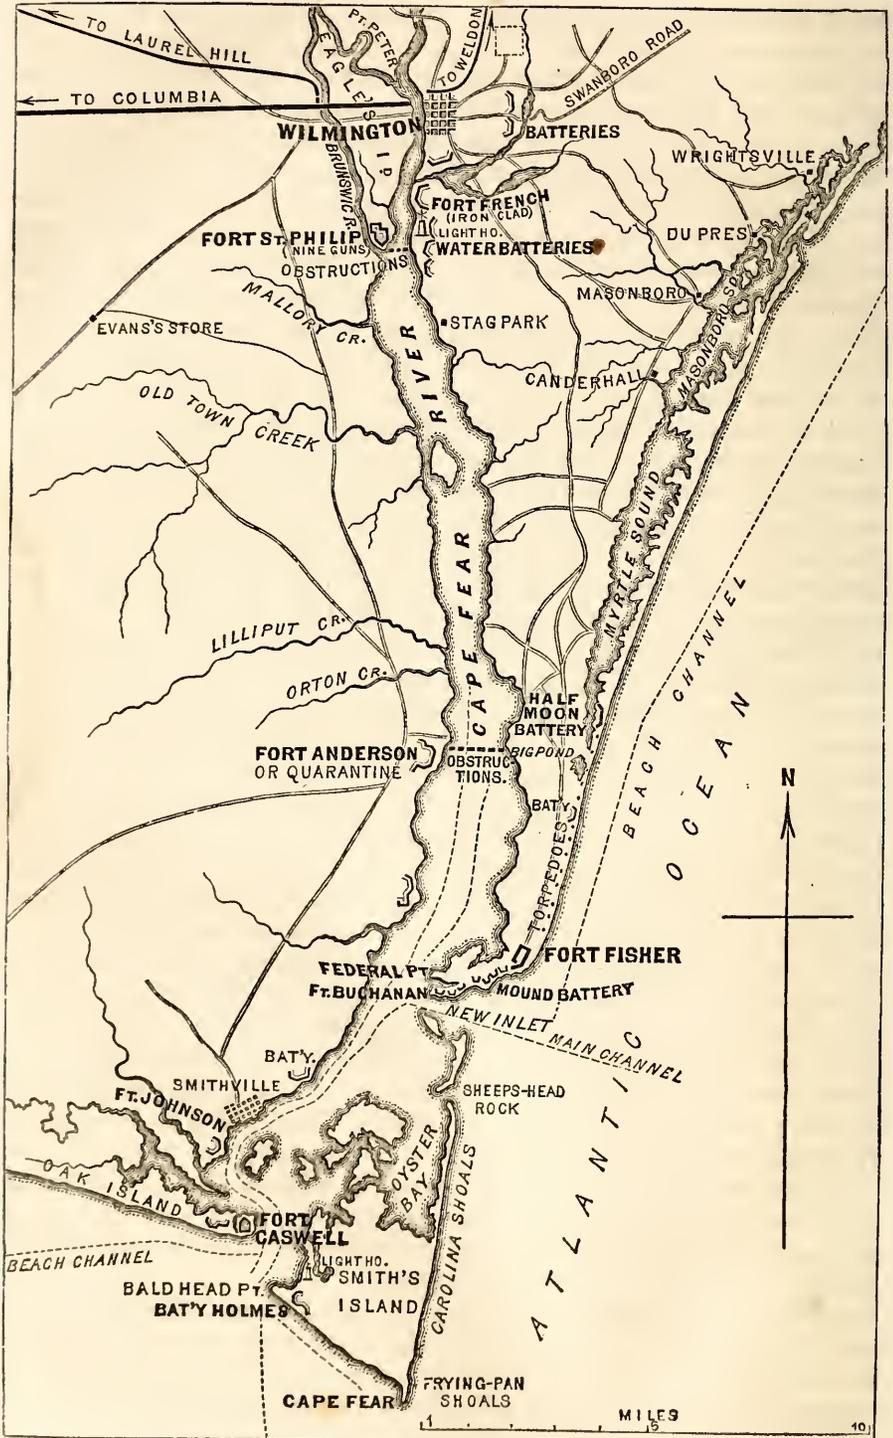 TO LAUREL HILL
PT. PETER
EAGLE'S IP
TO WELDON
SWANBORO ROAD
TO COLUMBIA
WILMINGTON
BATTERIES
WRIGHTSVILLE
BRUNSWIC R.
FORT FRENCH
(IRON CLAD)
LIGHT HO.
FORT ST. PHILIP
(NINE GUNS)
WATER BATTERIES
DU PRES
OBSTRUCTIONS
MASONBORO
MASONBORO SD.
MALLORY CR.
STAG PARK
EVANS'S STORE
CANDERHALL
OLD TOWN CREEK
CAPE FEAR RIVER
MYRTLE SOUND
LILLIPUT CR.
ORTON CR.
BEACH CHANNEL
HALF
MOON
BATTERY
FORT ANDERSON
OR QUARANTINE
OBSTRUC-
TIONS.
BIG POND
N
BATY.
TORPEDOES
FORT FISHER
FEDERAL PT.
FT. BUCHANAN
MOUND BATTERY
NEW INLET
MAIN CHANNEL
ATLANTIC OCEAN
BAT'Y.
SMITHVILLE
FT. JOHNSON
SHEEPS-HEAD
ROCK
OYSTER
BAY
OAK ISLAND
CAROLINA SHOALS
FORT
CASWELL
BEACH CHANNEL
LIGHT HO.
SMITH'S
ISLAND
BALD HEAD PT.
BAT'Y HOLMES
CAPE FEAR
FRYING-PAN
SHOALS
MILES
1 5 10